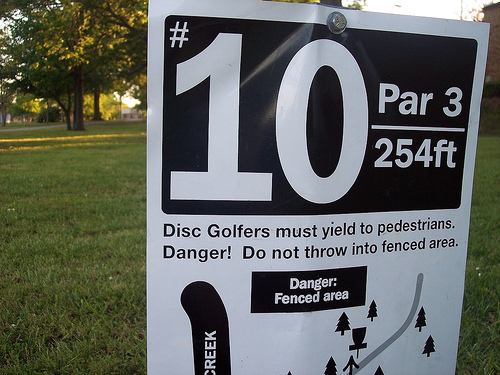 #10
Par 3
254ft
Disc Golfers must yield to pedestrians.
Danger! Do not throw into fenced area.
Danger:
Fenced area
CREEK